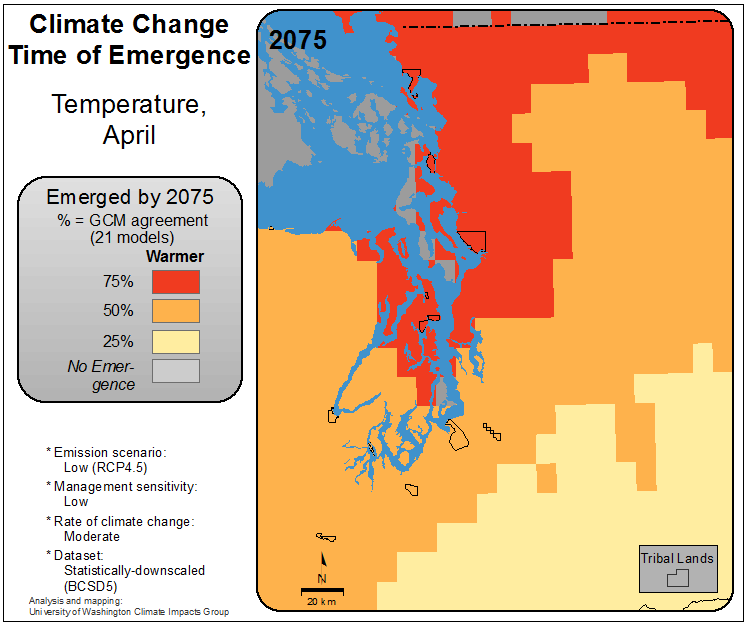 Climate Change
Time of Emergence
Temperature,
April
Emerged by 2075
% = GCM agreement
(21 models)
Warmer
75%
50%
25%
No Emer-
gence
* Emission scenario:
Low (RCP4.5)
* Management sensitivity:
Low
* Rate of climate change:
Moderate
* Dataset:
Statistically-downscaled
(BCSD5)
Analysis and mapping:
University of Washington Climate Impacts Group
2075
N
20 km
Tribal Lands